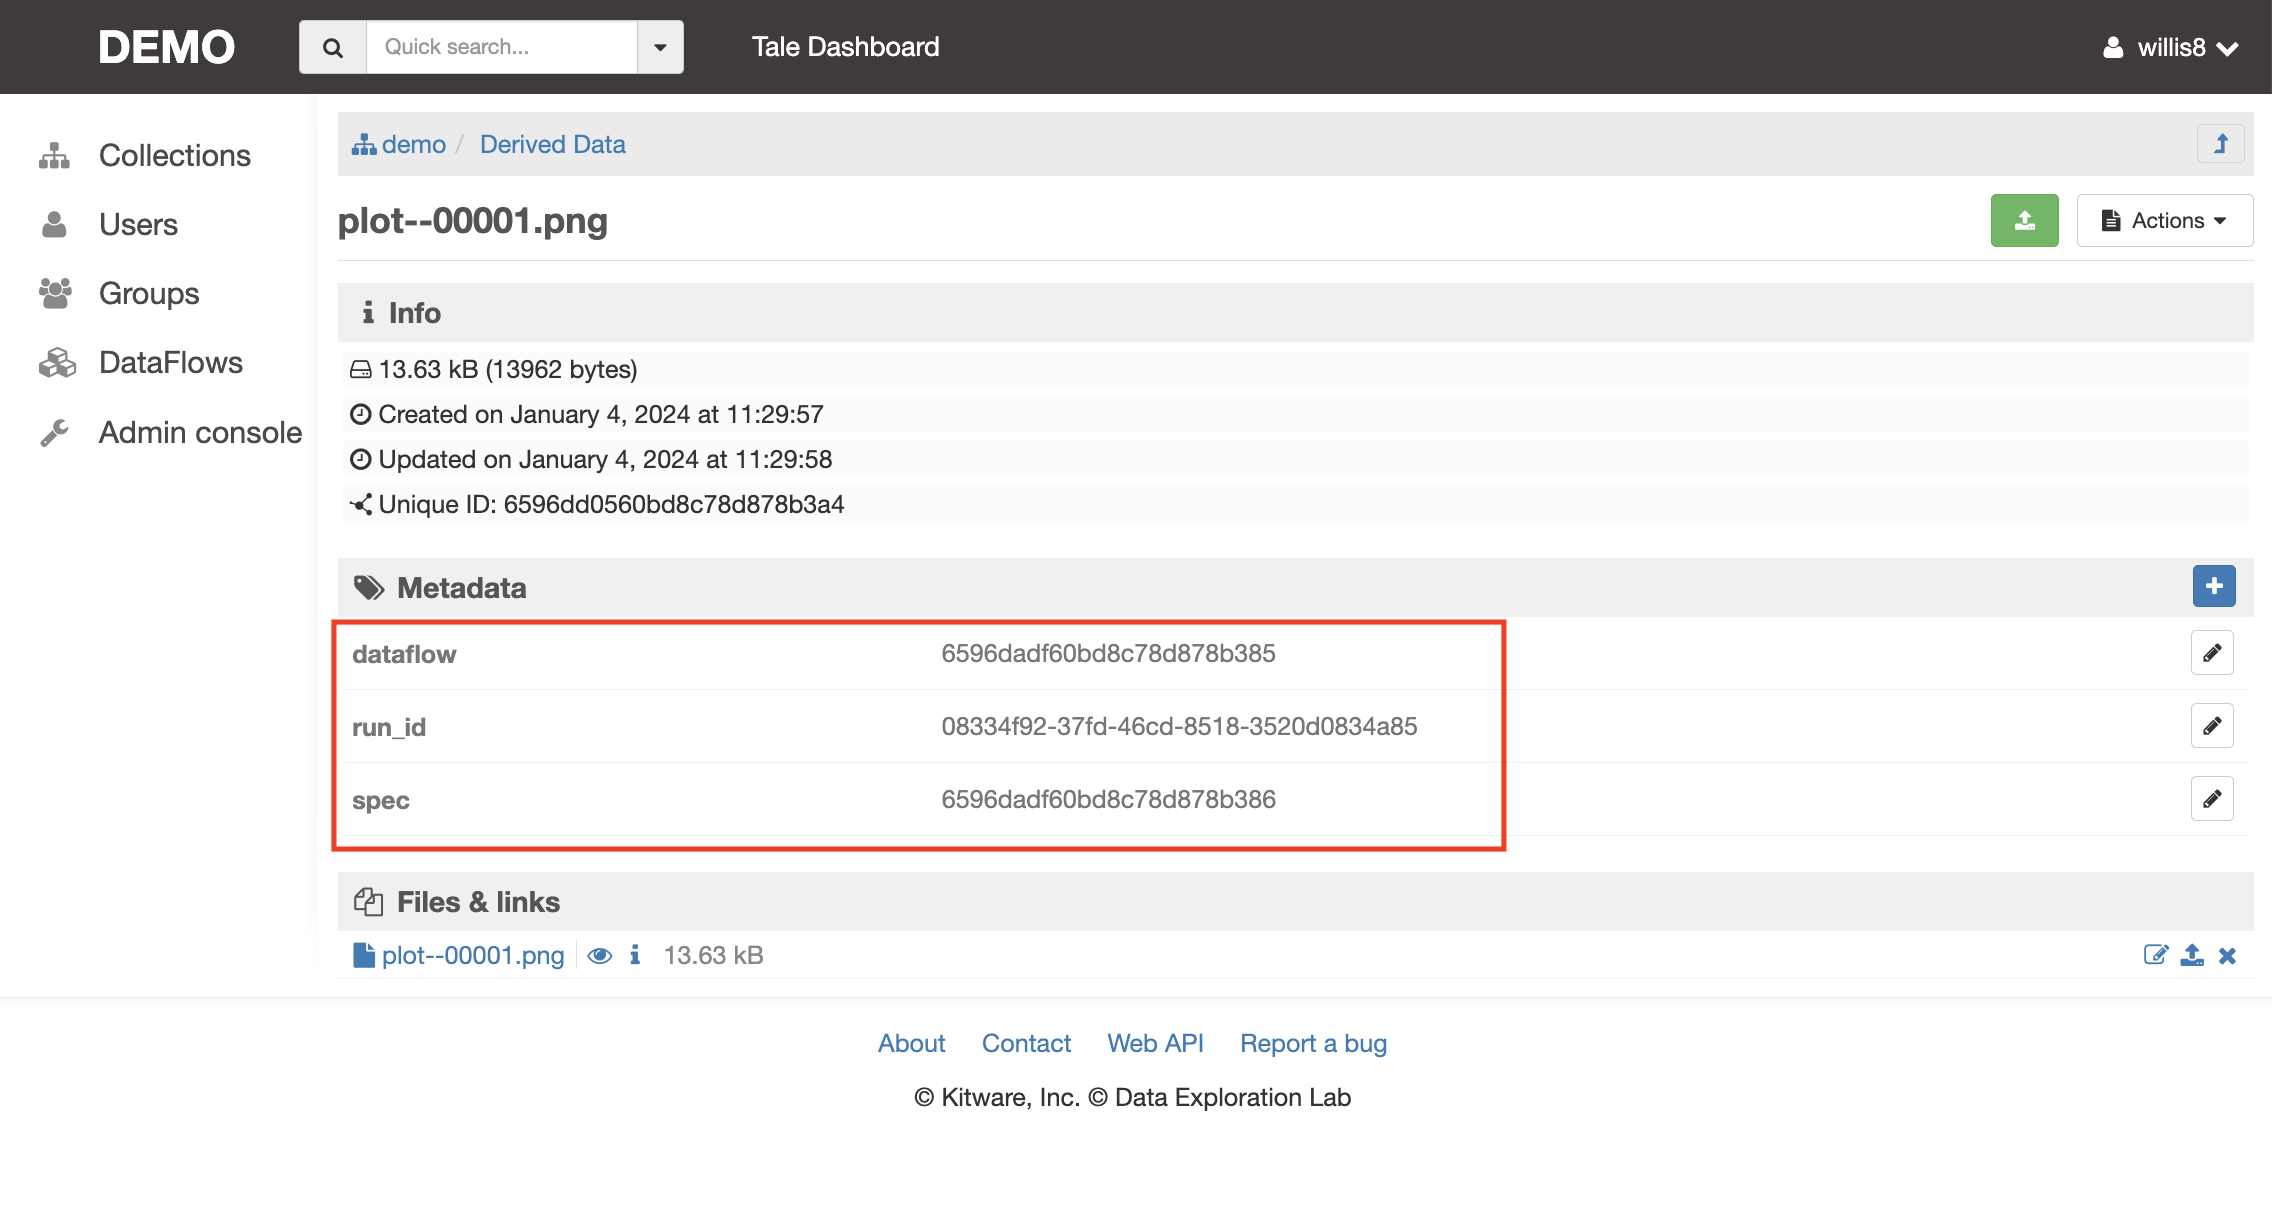 DEMO
Quick search...
Tale Dashboard
willis8
Collections
Users
Groups
DataFlows
Admin console
demo / Derived Data
plot--00001.png
Actions
Info
13.63 kB (13962 bytes)
Created on January 4, 2024 at 11:29:57
Updated on January 4, 2024 at 11:29:58
Unique ID: 6596dd0560bd8c78d878b3a4
Metadata
dataflow 6596dadf60bd8c78d878b385
run_id 08334f92-37fd-46cd-8518-3520d0834a85
spec 6596dadf60bd8c78d878b386
Files & links
plot--00001.png 13.63 kB
About Contact Web API Report a bug
© Kitware, Inc. © Data Exploration Lab